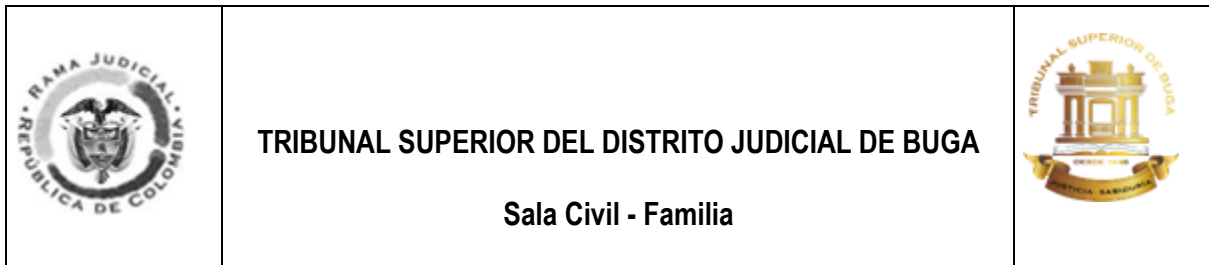 RAMA JUDICIAL
REPÚBLICA DE COLOMBIA
TRIBUNAL SUPERIOR DEL DISTRITO JUDICIAL DE BUGA
Sala Civil - Familia
TRIBUNAL SUPERIOR DE BUGA
JUSTICIA SABIDURIA